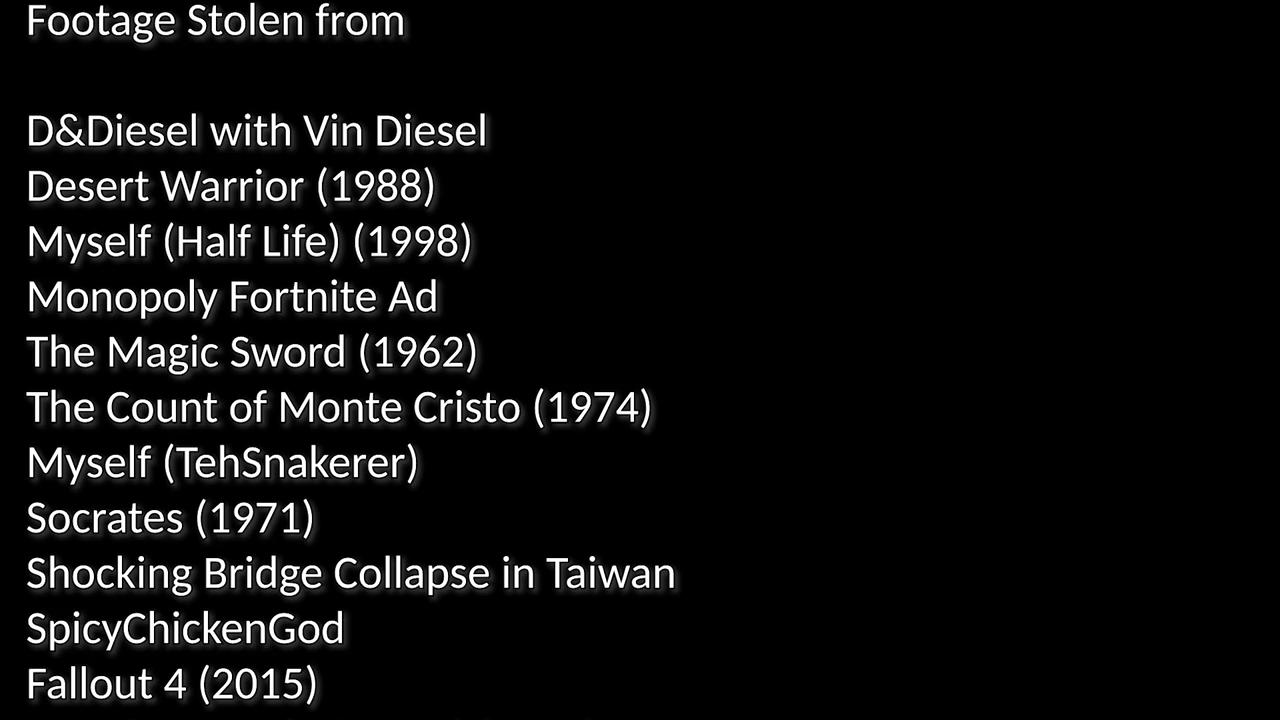 Footage Stolen from
D&Diesel with Vin Diesel
Desert Warrior (1988)
Myself (Half Life) (1998)
Monopoly Fortnite Ad
The Magic Sword (1962)
The Count of Monte Cristo (1974)
Myself (TehSnakerer)
Socrates (1971)
Shocking Bridge Collapse in Taiwan
SpicyChickenGod
Fallout 4 (2015)